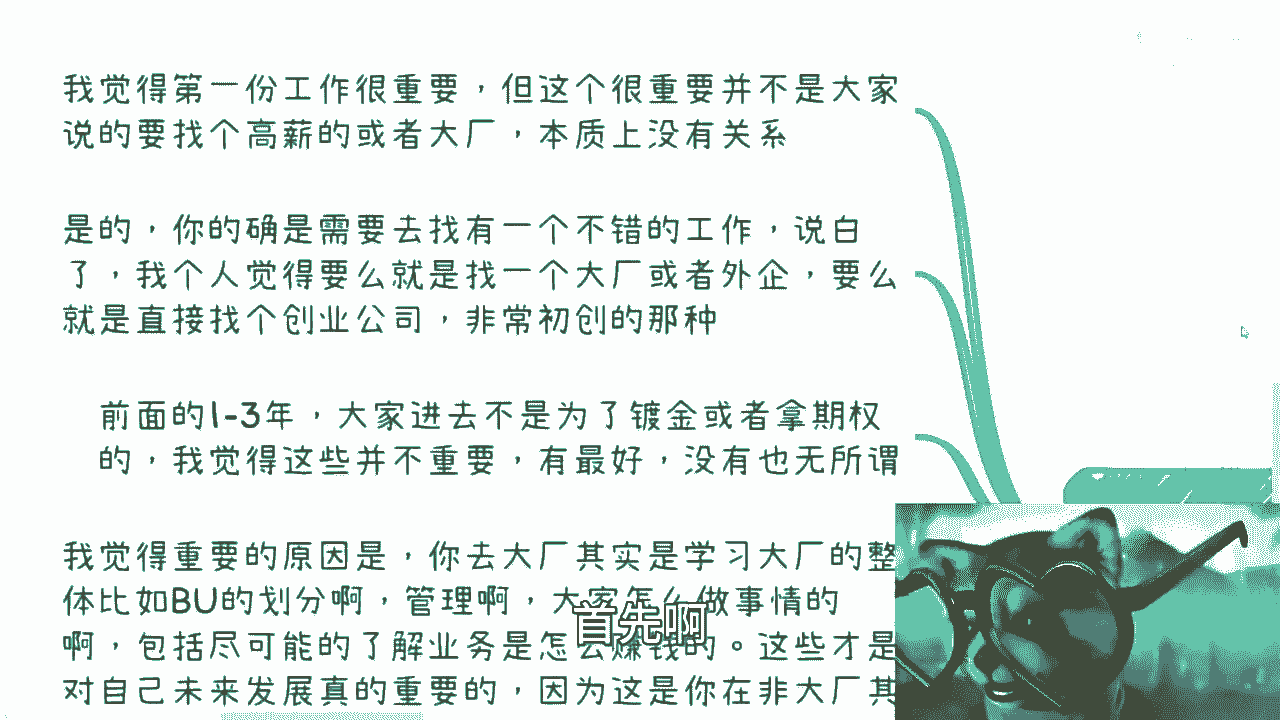 我觉得第一份工作很重要，但这个很重要并不是大家
说的要找个高薪的或者大厂，本质上没有关系
是的，你的确是需要去找有一个不错的工作，说白
了，我个人觉得要么就是找一个大厂或者外企，要么
就是直接找个创业公司，非常初创的那种
前面的1-3年，大家进去不是为了镀金或者拿期权
的，我觉得这些并不重要，有最好，没有也无所谓
我觉得重要的原因是，你去大厂其实是学习大厂的整
体比如BU的划分啊，管理啊，大家怎么做事情的
啊，包括尽可能的了解业务是怎么赚钱的。这些才是
对自己未来发展真的重要的，因为这是你在非大厂其
首先啊